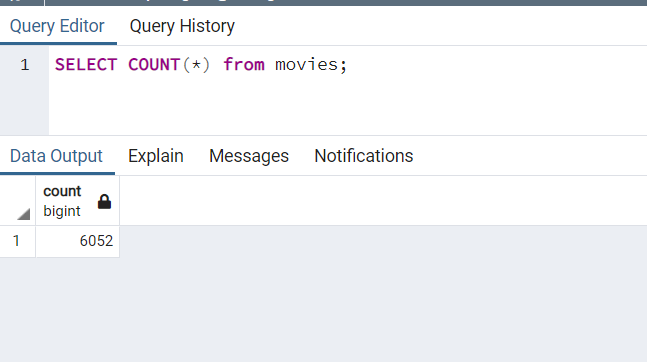 Query Editor Query History
1 SELECT COUNT(*) from movies;
Data Output Explain Messages Notifications
count
bigint
1 6052